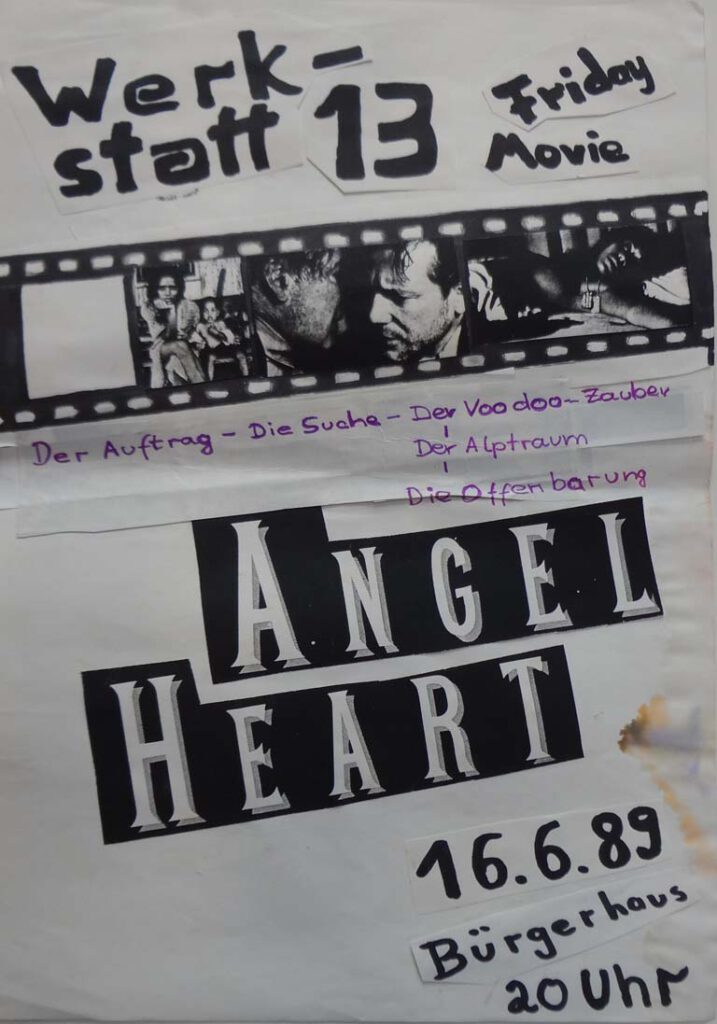 Werk-
statt 13
Friday
Movie
Der Auftrag - Die Suche - Der Voodoo-Zauber
Der Alptraum
Die Offenbarung
ANGEL
HEART
16.6.89
Bürgerhaus
20 Uhr